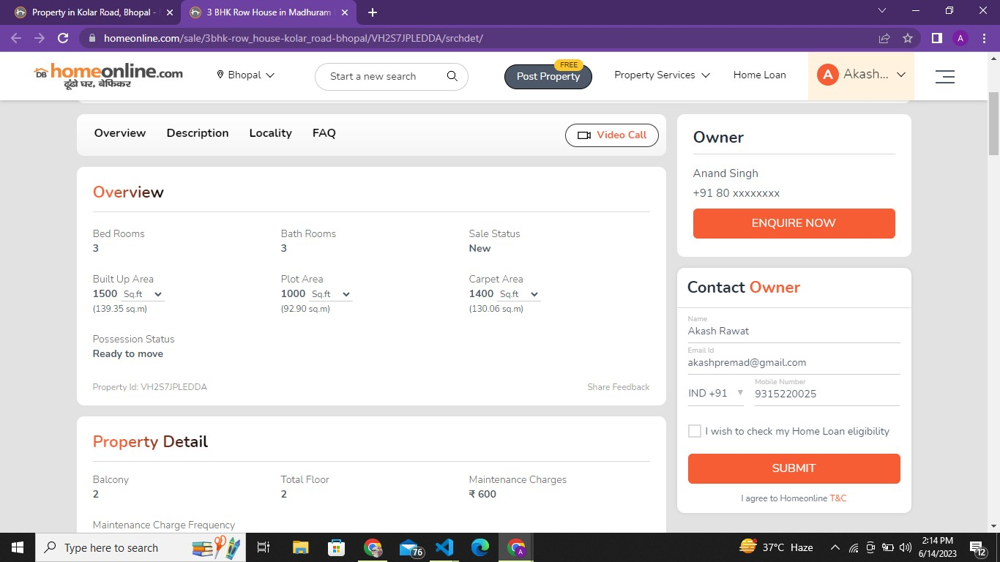 Property in Kolar Road, Bhopal -
3 BHK Row House in Madhuram
homeonline.com/sale/3bhk-row_house-kolar_road-bhopal/VH2S7JPLEDDA/srchdet/
A
DB homeonline.com
ढूंढो घर, बेफिकर
Bhopal
Start a new search
FREE
Post Property
Property Services
Home Loan
A
Akash...
Overview
Description
Locality
FAQ
Video Call
Overview
Bed Rooms
3
Bath Rooms
3
Sale Status
New
Built Up Area
1500 Sq.ft
(139.35 sq.m)
Plot Area
1000 Sq.ft
(92.90 sq.m)
Carpet Area
1400 Sq.ft
(130.06 sq.m)
Possession Status
Ready to move
Property Id: VH2S7JPLEDDA
Share Feedback
Property Detail
Balcony
2
Total Floor
2
Maintenance Charges
₹ 600
Maintenance Charge Frequency
Owner
Anand Singh
+91 80 xxxxxxxx
ENQUIRE NOW
Contact Owner
Name
Akash Rawat
Email Id
akashpremad@gmail.com
IND +91
Mobile Number
9315220025
I wish to check my Home Loan eligibility
SUBMIT
I agree to Homeonline T&C
Type here to search
76
A
37°C Haze
2:14 PM
6/14/2023
12